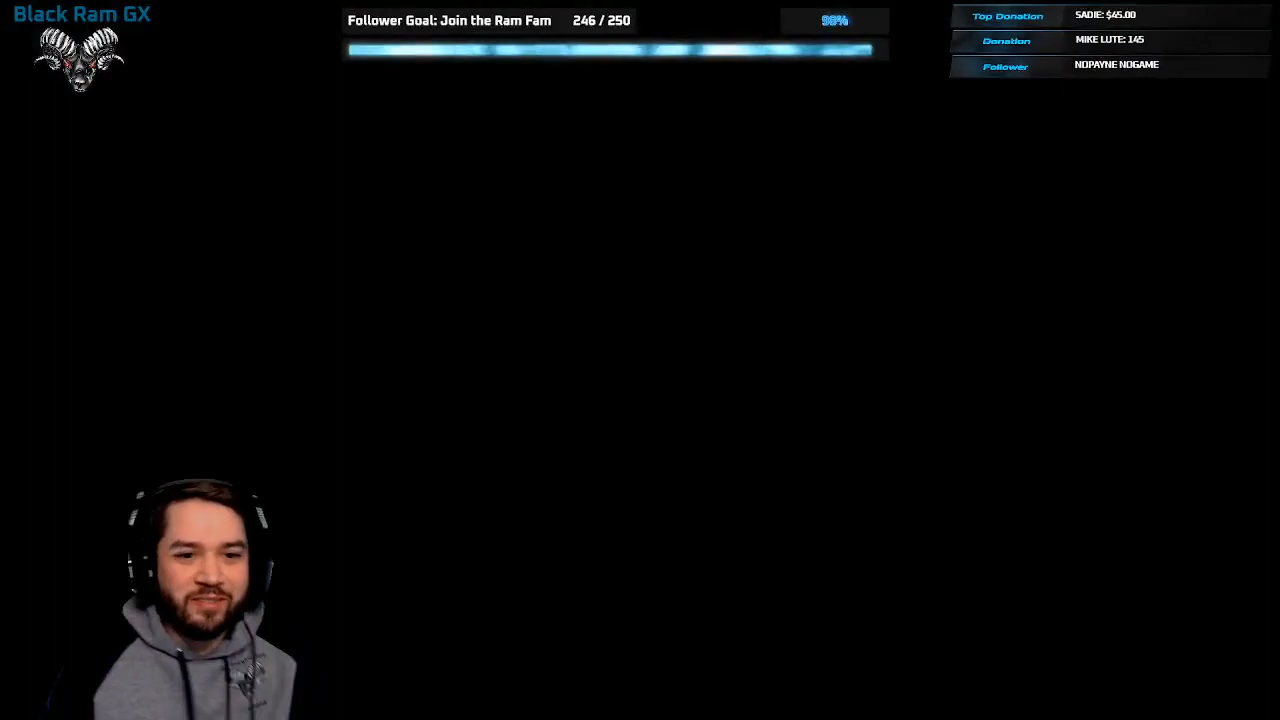 Black Ram GX
Follower Goal: Join the Ram Fam 246 / 250 98%
Top Donation SADIE: $45.00
Donation MIKE LUTE: 145
Follower NOPAYNE NOGAME